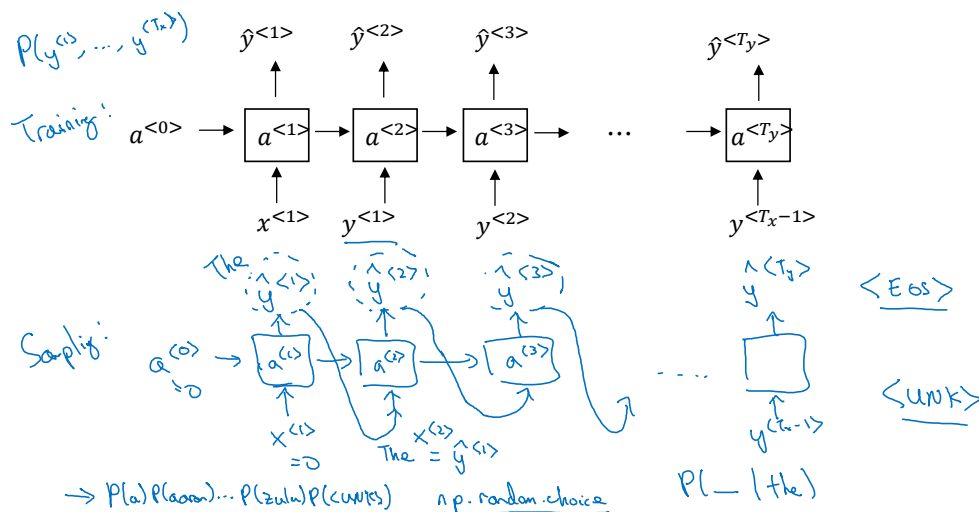 P(y^<1>, ..., y^<Tx>)
ŷ^<1> ŷ^<2> ŷ^<3> ŷ^<Ty>
Training:
a^<0> → a^<1> → a^<2> → a^<3> → ... → a^<Ty>
x^<1> y^<1> y^<2> y^<Tx-1>
The ŷ^<1> ŷ^<2> ŷ^<3> ŷ^<Ty> <EOS>
Sampling:
a^<0> =0 → a^<1> → a^<2> → a^<3> .... <UNK>
x^<1> =0 The x^<2> = ŷ^<1> y^<Tx-1>
→ P(a)P(aaron)...P(zulu)P(<UNK>) np.random.choice P(_|the)